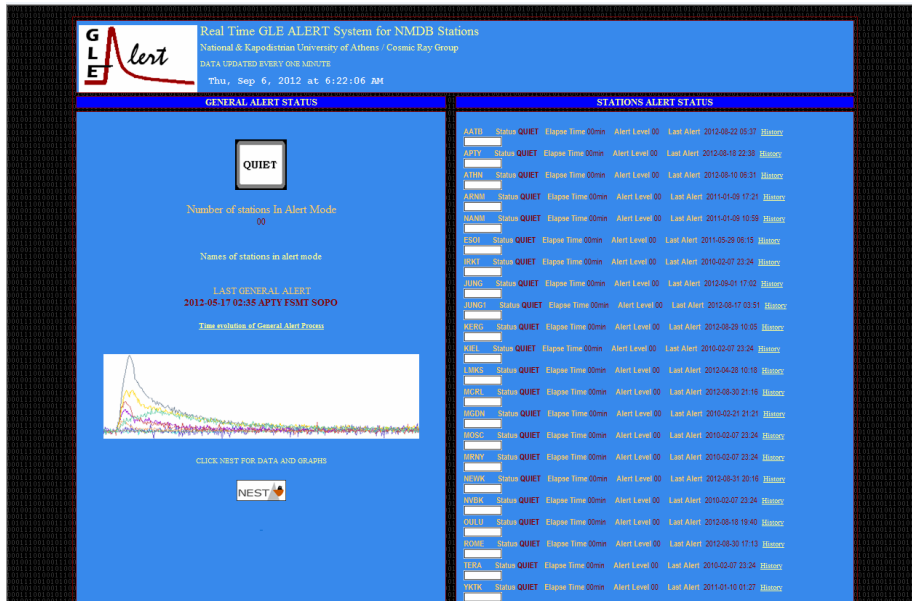 GLE Alert
Real Time GLE ALERT System for NMDB Stations
National & Kapodistrian University of Athens / Cosmic Ray Group
DATA UPDATED EVERY ONE MINUTE
Thu, Sep 6, 2012 at 6:22:06 AM
GENERAL ALERT STATUS
QUIET
Number of stations In Alert Mode
00
Names of stations in alert mode
LAST GENERAL ALERT
2012-05-17 02:35 APTY FSMT SOPO
Time evolution of General Alert Process
CLICK NEST FOR DATA AND GRAPHS
NEST
STATIONS ALERT STATUS
AATB Status QUIET Elapse Time 00min Alert Level 00 Last Alert 2012-08-22 05:37 History
APTY Status QUIET Elapse Time 00min Alert Level 00 Last Alert 2012-08-18 22:38 History
ATHN Status QUIET Elapse Time 00min Alert Level 00 Last Alert 2012-08-10 06:31 History
ARNM Status QUIET Elapse Time 00min Alert Level 00 Last Alert 2011-01-09 17:21 History
NANM Status QUIET Elapse Time 00min Alert Level 00 Last Alert 2011-01-09 10:59 History
ESOI Status QUIET Elapse Time 00min Alert Level 00 Last Alert 2011-05-29 06:15 History
IRKT Status QUIET Elapse Time 00min Alert Level 00 Last Alert 2010-02-07 23:24 History
JUNG Status QUIET Elapse Time 00min Alert Level 00 Last Alert 2012-09-01 17:02 History
JUNG1 Status QUIET Elapse Time 00min Alert Level 00 Last Alert 2012-08-17 03:51 History
KERG Status QUIET Elapse Time 00min Alert Level 00 Last Alert 2012-08-29 10:05 History
KIEL Status QUIET Elapse Time 00min Alert Level 00 Last Alert 2010-02-07 23:24 History
LMKS Status QUIET Elapse Time 00min Alert Level 00 Last Alert 2012-04-28 10:18 History
MCRL Status QUIET Elapse Time 00min Alert Level 00 Last Alert 2012-08-30 21:16 History
MGDN Status QUIET Elapse Time 00min Alert Level 00 Last Alert 2010-02-21 21:21 History
MOSC Status QUIET Elapse Time 00min Alert Level 00 Last Alert 2010-02-07 23:24 History
MRNY Status QUIET Elapse Time 00min Alert Level 00 Last Alert 2010-02-07 23:24 History
NEWK Status QUIET Elapse Time 00min Alert Level 00 Last Alert 2012-08-31 20:16 History
NVBK Status QUIET Elapse Time 00min Alert Level 00 Last Alert 2010-02-07 23:24 History
OULU Status QUIET Elapse Time 00min Alert Level 00 Last Alert 2012-08-18 19:40 History
ROME Status QUIET Elapse Time 00min Alert Level 00 Last Alert 2012-08-30 17:13 History
TERA Status QUIET Elapse Time 00min Alert Level 00 Last Alert 2010-02-07 23:24 History
YKTK Status QUIET Elapse Time 00min Alert Level 00 Last Alert 2011-01-10 01:27 History